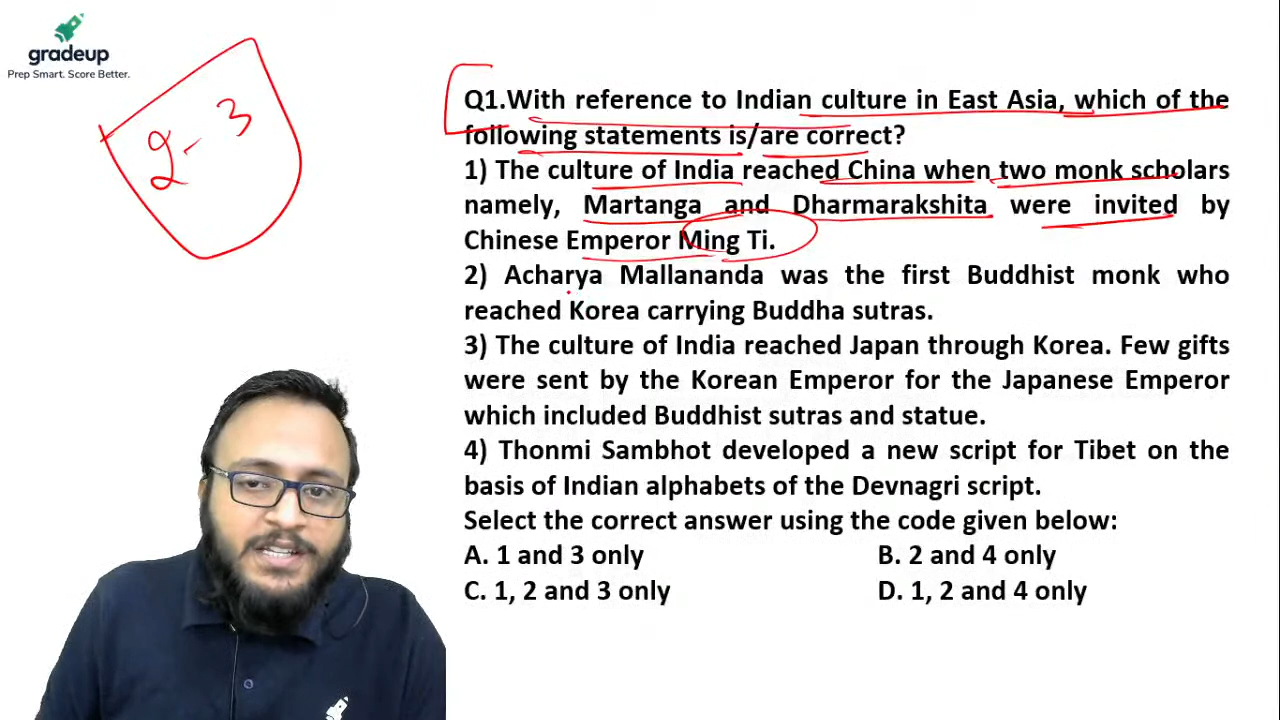 gradeup
Prep Smart. Score Better.
2 - 3
Q1.With reference to Indian culture in East Asia, which of the
following statements is/are correct?
1) The culture of India reached China when two monk scholars
namely, Martanga and Dharmarakshita were invited by
Chinese Emperor Ming Ti.
2) Acharya Mallananda was the first Buddhist monk who
reached Korea carrying Buddha sutras.
3) The culture of India reached Japan through Korea. Few gifts
were sent by the Korean Emperor for the Japanese Emperor
which included Buddhist sutras and statue.
4) Thonmi Sambhot developed a new script for Tibet on the
basis of Indian alphabets of the Devnagri script.
Select the correct answer using the code given below:
A. 1 and 3 only B. 2 and 4 only
C. 1, 2 and 3 only D. 1, 2 and 4 only